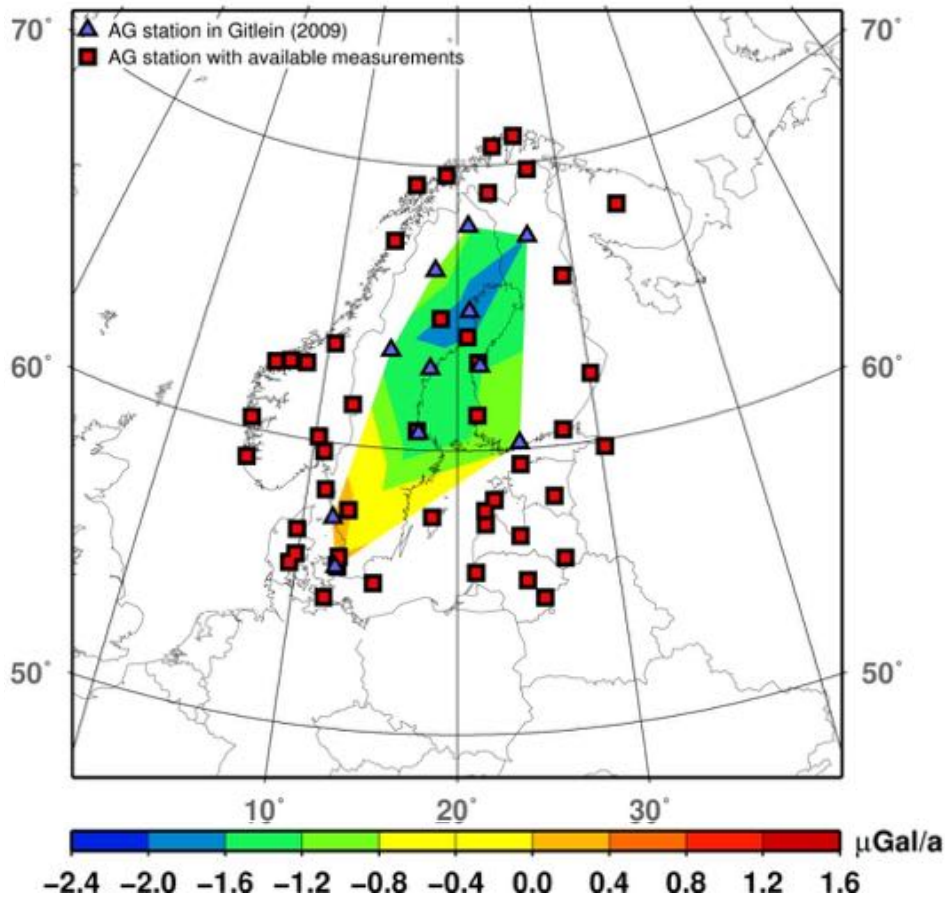 70° 70°
AG station in Gitlein (2009)
AG station with available measurements
60° 60°
50° 50°
10° 20° 30°
μGal/a
−2.4 −2.0 −1.6 −1.2 −0.8 −0.4 0.0 0.4 0.8 1.2 1.6